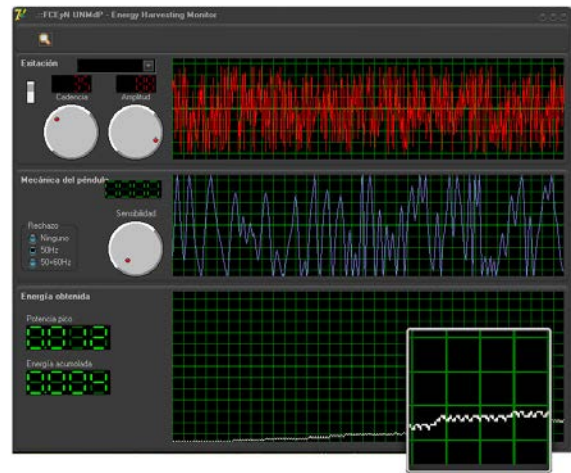 .::FCEyN UNMdP - Energy Harvesting Monitor
Exitación
Cadencia
Amplitud
Mecánica del péndulo
Sensibilidad
Rechazo
Ninguno
50Hz
50+60Hz
Energía obtenida
Potencia pico
Energía acumulada